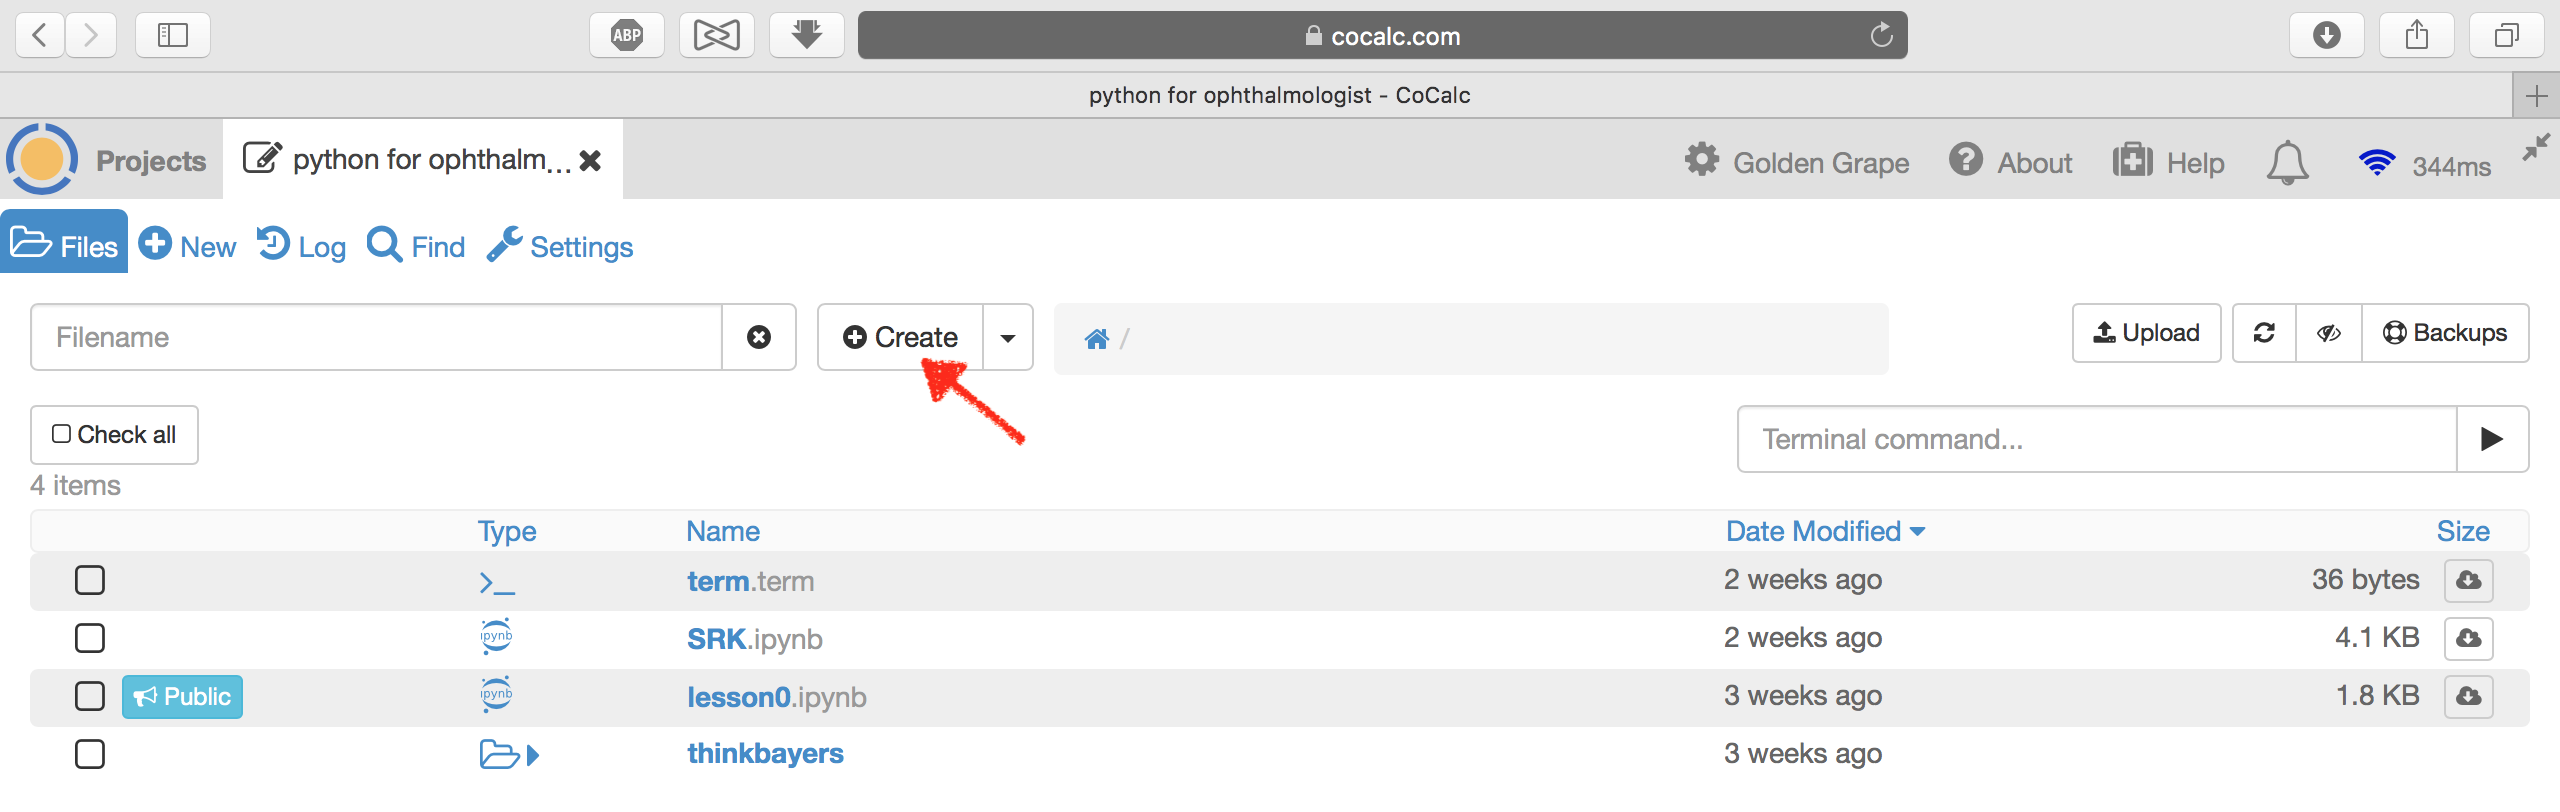 ABP
cocalc.com
python for ophthalmologist - CoCalc
Projects
python for ophthalm...
Golden Grape
About
Help
344ms
Files
New
Log
Find
Settings
Filename
Create
/
Upload
Backups
Check all
Terminal command...
4 items
Type Name Date Modified Size
>_ term.term 2 weeks ago 36 bytes
ipynb SRK.ipynb 2 weeks ago 4.1 KB
Public ipynb lesson0.ipynb 3 weeks ago 1.8 KB
thinkbayers 3 weeks ago